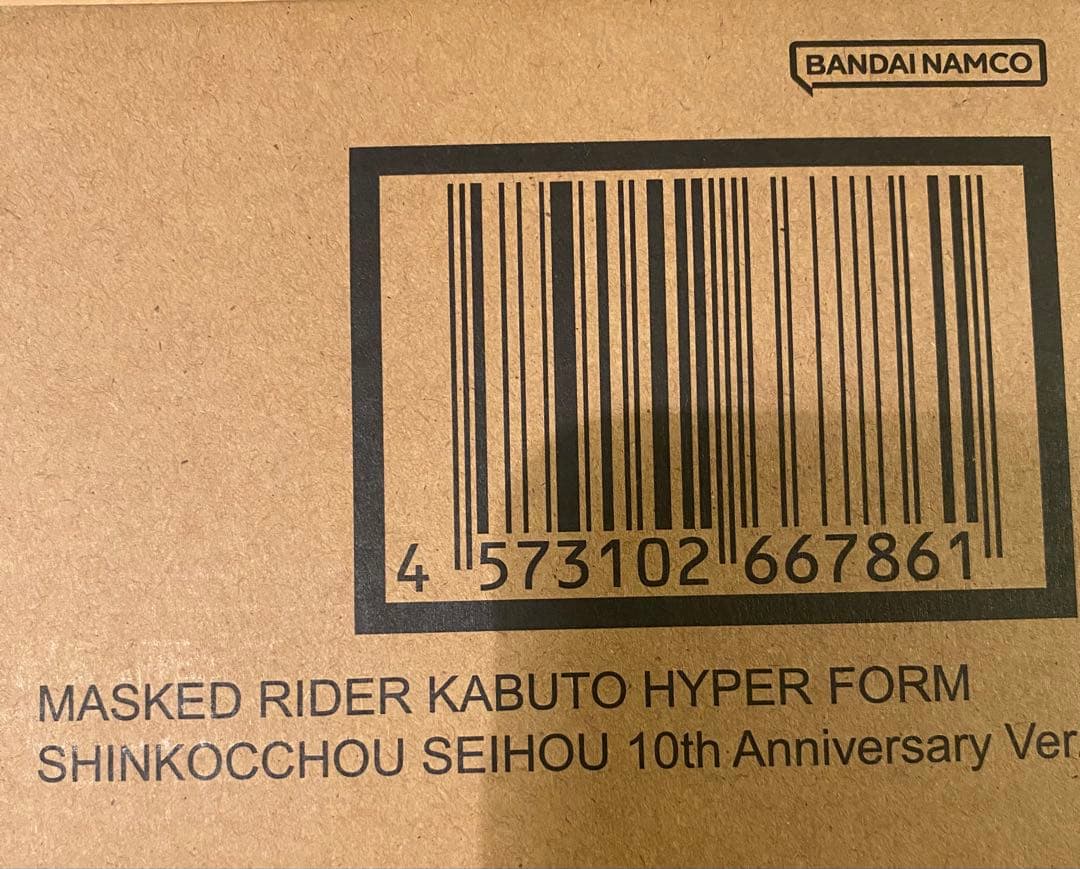 BANDAI NAMCO
4 573102 667861
MASKED RIDER KABUTO HYPER FORM
SHINKOCCHOU SEIHOU 10th Anniversary Ver.